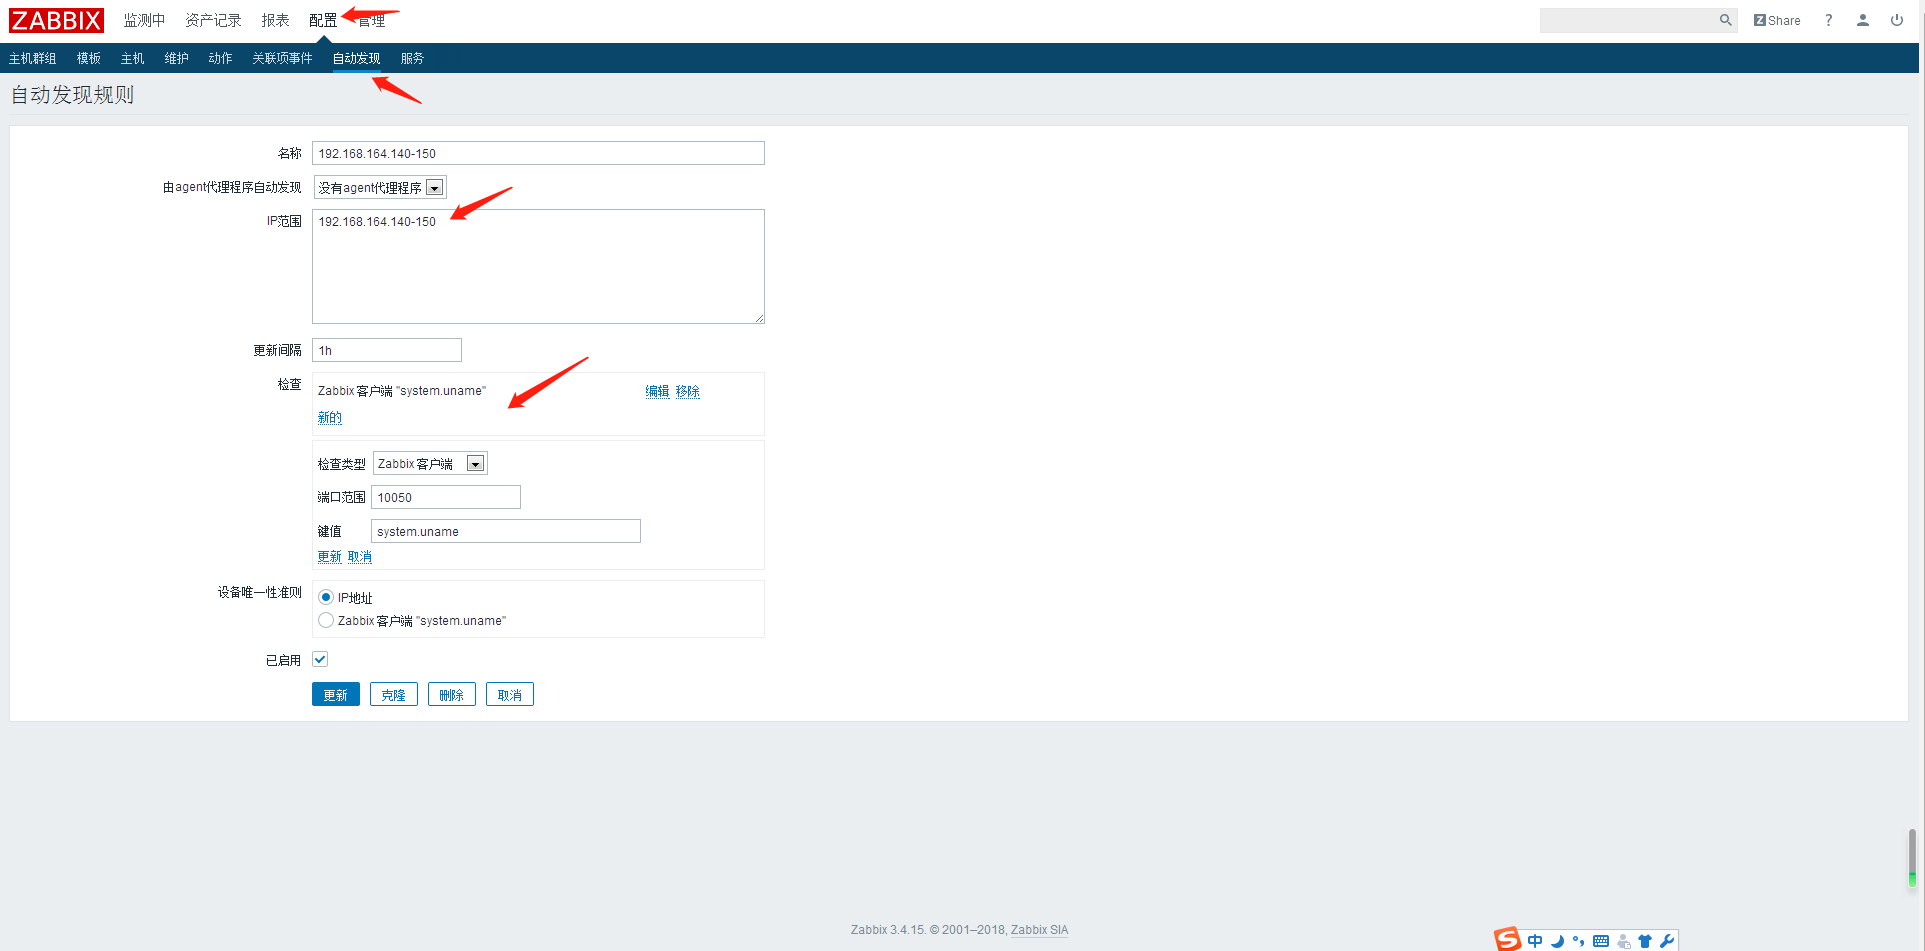 ZABBIX 监测中 资产记录 报表 配置 管理 Share ?
主机群组 模板 主机 维护 动作 关联项事件 自动发现 服务
自动发现规则
名称 192.168.164.140-150
由agent代理程序自动发现 没有agent代理程序
IP范围 192.168.164.140-150
更新间隔 1h
检查 Zabbix 客户端 "system.uname" 编辑 移除
新的
检查类型 Zabbix 客户端
端口范围 10050
键值 system.uname
更新 取消
设备唯一性准则 IP地址
Zabbix 客户端 "system.uname"
已启用
更新 克隆 删除 取消
Zabbix 3.4.15. © 2001–2018, Zabbix SIA
S 中